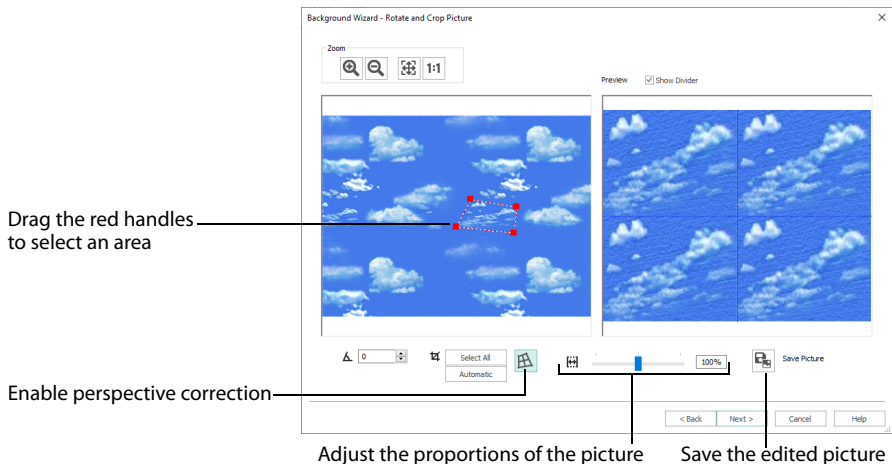 Background Wizard - Rotate and Crop Picture
Zoom
1:1
Preview
Show Divider
Drag the red handles
to select an area
0
Select All
Automatic
100%
Save Picture
Enable perspective correction
< Back
Next >
Cancel
Help
Adjust the proportions of the picture
Save the edited picture